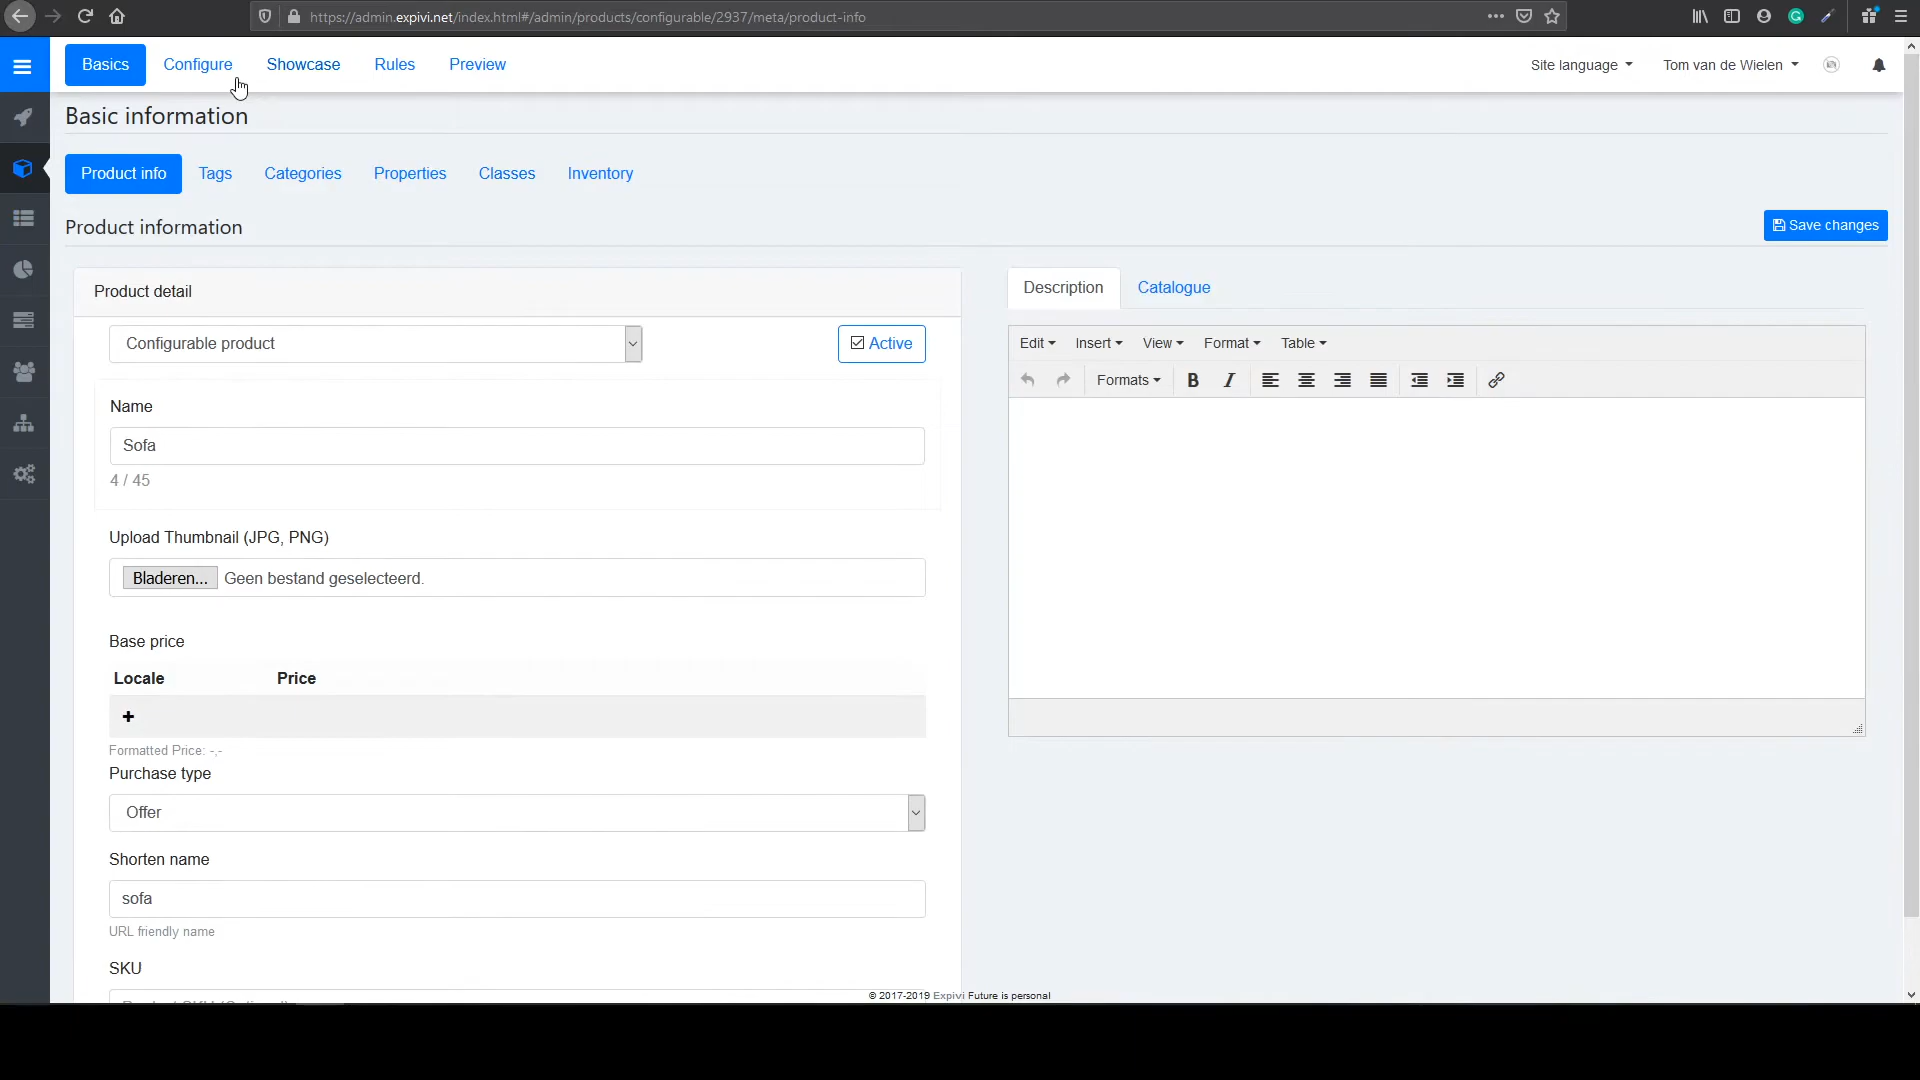 https://admin.expivi.net/index.html#/admin/products/configurable/2937/meta/product-info
Basics Configure Showcase Rules Preview
Site language Tom van de Wielen
Basic information
Product info Tags Categories Properties Classes Inventory
Product information
Save changes
Product detail
Description Catalogue
Configurable product
Active
Edit Insert View Format Table
Formats B I
Name
Sofa
4 / 45
Upload Thumbnail (JPG, PNG)
Bladeren... Geen bestand geselecteerd.
Base price
Locale Price
+
Formatted Price: -,-
Purchase type
Offer
Shorten name
sofa
URL friendly name
SKU
© 2017-2019 Expivi Future is personal